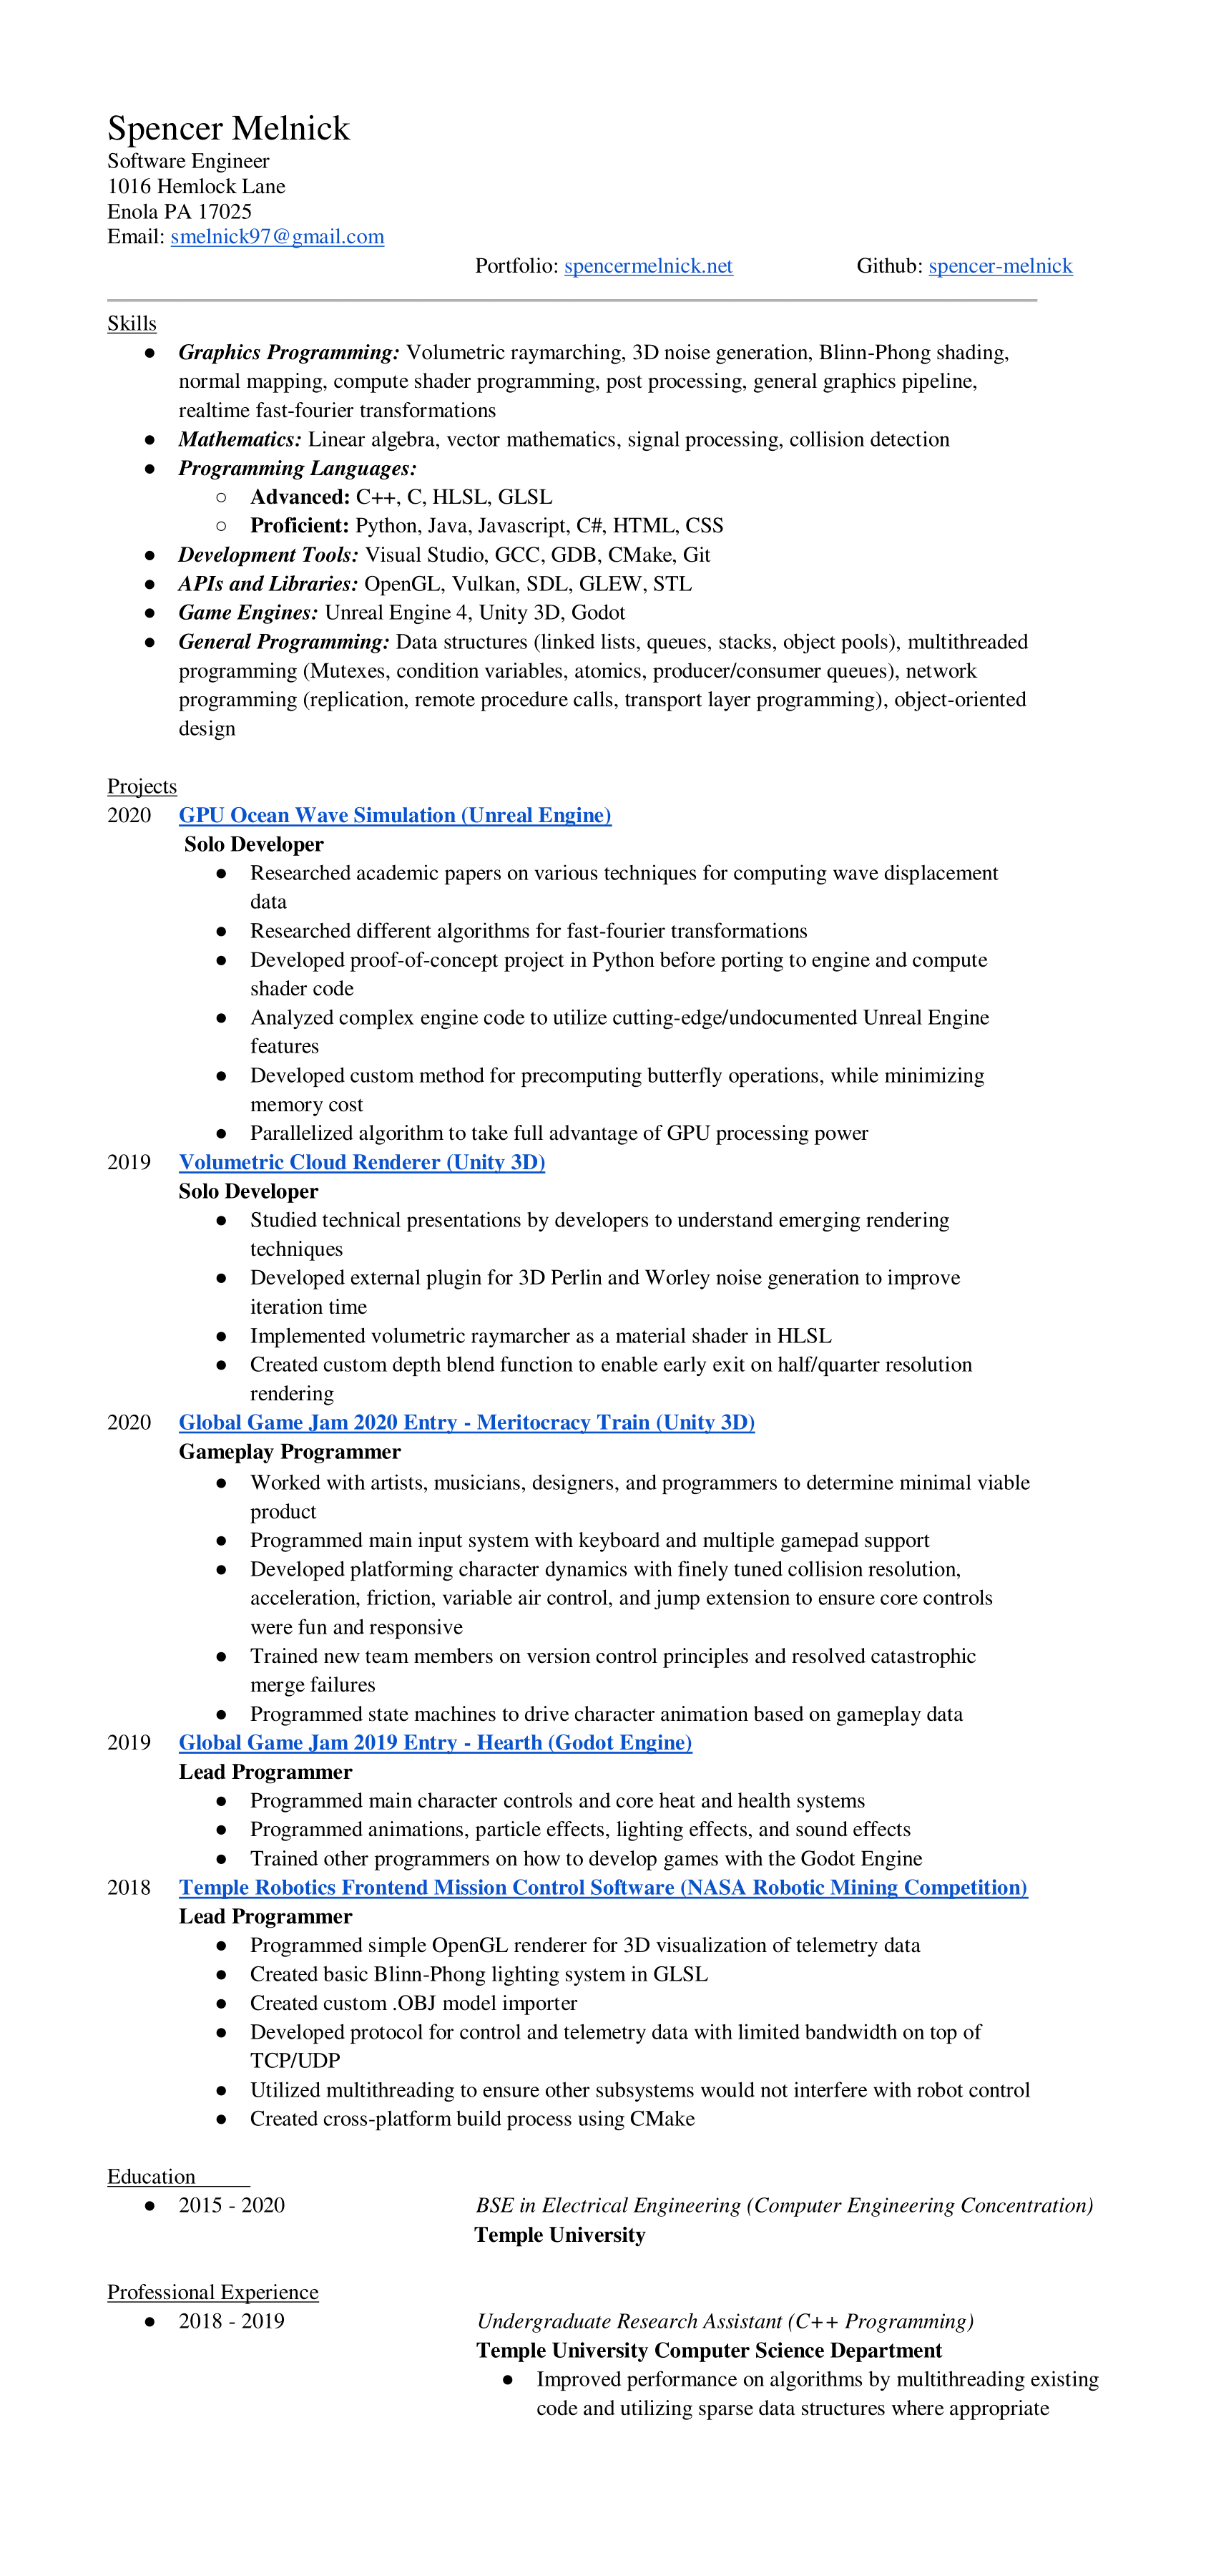 Spencer Melnick
Software Engineer
1016 Hemlock Lane
Enola PA 17025
Email: smelnick97@gmail.com
Portfolio: spencermelnick.net Github: spencer-melnick
Skills
● Graphics Programming: Volumetric raymarching, 3D noise generation, Blinn-Phong shading,
normal mapping, compute shader programming, post processing, general graphics pipeline,
realtime fast-fourier transformations
● Mathematics: Linear algebra, vector mathematics, signal processing, collision detection
● Programming Languages:
○ Advanced: C++, C, HLSL, GLSL
○ Proficient: Python, Java, Javascript, C#, HTML, CSS
● Development Tools: Visual Studio, GCC, GDB, CMake, Git
● APIs and Libraries: OpenGL, Vulkan, SDL, GLEW, STL
● Game Engines: Unreal Engine 4, Unity 3D, Godot
● General Programming: Data structures (linked lists, queues, stacks, object pools), multithreaded
programming (Mutexes, condition variables, atomics, producer/consumer queues), network
programming (replication, remote procedure calls, transport layer programming), object-oriented
design
Projects
2020 GPU Ocean Wave Simulation (Unreal Engine)
Solo Developer
● Researched academic papers on various techniques for computing wave displacement
data
● Researched different algorithms for fast-fourier transformations
● Developed proof-of-concept project in Python before porting to engine and compute
shader code
● Analyzed complex engine code to utilize cutting-edge/undocumented Unreal Engine
features
● Developed custom method for precomputing butterfly operations, while minimizing
memory cost
● Parallelized algorithm to take full advantage of GPU processing power
2019 Volumetric Cloud Renderer (Unity 3D)
Solo Developer
● Studied technical presentations by developers to understand emerging rendering
techniques
● Developed external plugin for 3D Perlin and Worley noise generation to improve
iteration time
● Implemented volumetric raymarcher as a material shader in HLSL
● Created custom depth blend function to enable early exit on half/quarter resolution
rendering
2020 Global Game Jam 2020 Entry - Meritocracy Train (Unity 3D)
Gameplay Programmer
● Worked with artists, musicians, designers, and programmers to determine minimal viable
product
● Programmed main input system with keyboard and multiple gamepad support
● Developed platforming character dynamics with finely tuned collision resolution,
acceleration, friction, variable air control, and jump extension to ensure core controls
were fun and responsive
● Trained new team members on version control principles and resolved catastrophic
merge failures
● Programmed state machines to drive character animation based on gameplay data
2019 Global Game Jam 2019 Entry - Hearth (Godot Engine)
Lead Programmer
● Programmed main character controls and core heat and health systems
● Programmed animations, particle effects, lighting effects, and sound effects
● Trained other programmers on how to develop games with the Godot Engine
2018 Temple Robotics Frontend Mission Control Software (NASA Robotic Mining Competition)
Lead Programmer
● Programmed simple OpenGL renderer for 3D visualization of telemetry data
● Created basic Blinn-Phong lighting system in GLSL
● Created custom .OBJ model importer
● Developed protocol for control and telemetry data with limited bandwidth on top of
TCP/UDP
● Utilized multithreading to ensure other subsystems would not interfere with robot control
● Created cross-platform build process using CMake
Education
● 2015 - 2020 BSE in Electrical Engineering (Computer Engineering Concentration)
Temple University
Professional Experience
● 2018 - 2019 Undergraduate Research Assistant (C++ Programming)
Temple University Computer Science Department
● Improved performance on algorithms by multithreading existing
code and utilizing sparse data structures where appropriate